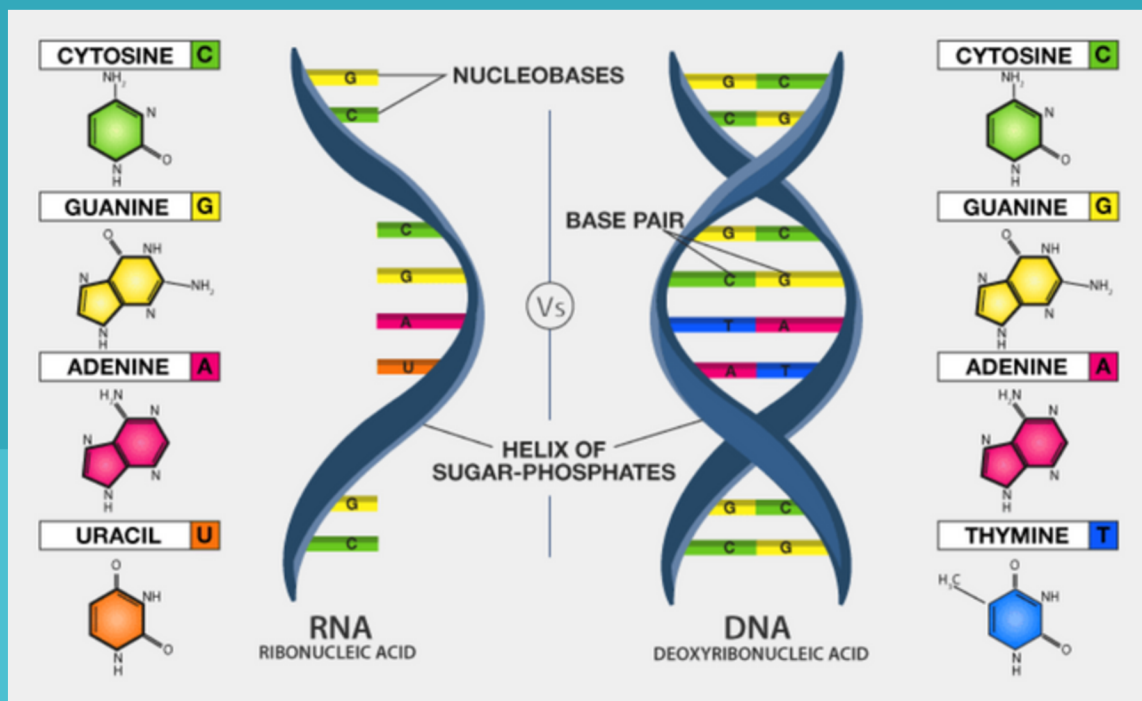 CYTOSINE C
NH₂
N
O
N
H
GUANINE G
O
NH
N
NH₂
N
N
H
ADENINE A
H₂N
N
N
N
N
H
URACIL U
O
NH
O
N
H
G
C
C
G
A
U
G
C
RNA
RIBONUCLEIC ACID
NUCLEOBASES
Vs
BASE PAIR
HELIX OF
SUGAR-PHOSPHATES
G C
C G
G C
C G
T A
A T
G C
C G
DNA
DEOXYRIBONUCLEIC ACID
CYTOSINE C
NH₂
N
O
N
H
GUANINE G
O
NH
N
NH₂
N
N
H
ADENINE A
H₂N
N
N
N
N
H
THYMINE T
O
H₃C
NH
O
N
H